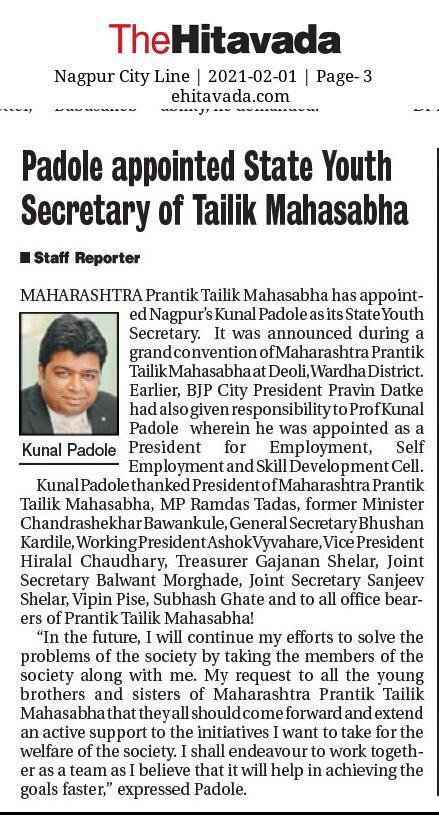 TheHitavada
Nagpur City Line | 2021-02-01 | Page- 3
ehitavada.com
Padole appointed State Youth
Secretary of Tailik Mahasabha
■ Staff Reporter
MAHARASHTRA Prantik Tailik Mahasabha has appoint-
ed Nagpur's Kunal Padole as its State Youth
Secretary. It was announced during a
grand convention of Maharashtra Prantik
Tailik Mahasabha at Deoli, Wardha District.
Earlier, BJP City President Pravin Datke
had also given responsibility to Prof Kunal
Padole wherein he was appointed as a
President for Employment, Self
Employment and Skill Development Cell.
Kunal Padole
Kunal Padole thanked President of Maharashtra Prantik
Tailik Mahasabha, MP Ramdas Tadas, former Minister
Chandrashekhar Bawankule, General Secretary Bhushan
Kardile, Working President Ashok Vyvahare, Vice President
Hiralal Chaudhary, Treasurer Gajanan Shelar, Joint
Secretary Balwant Morghade, Joint Secretary Sanjeev
Shelar, Vipin Pise, Subhash Ghate and to all office bear-
ers of Prantik Tailik Mahasabha!
"In the future, I will continue my efforts to solve the
problems of the society by taking the members of the
society along with me. My request to all the young
brothers and sisters of Maharashtra Prantik Tailik
Mahasabha that they all should come forward and extend
an active support to the initiatives I want to take for the
welfare of the society. I shall endeavour to work togeth-
er as a team as I believe that it will help in achieving the
goals faster," expressed Padole.